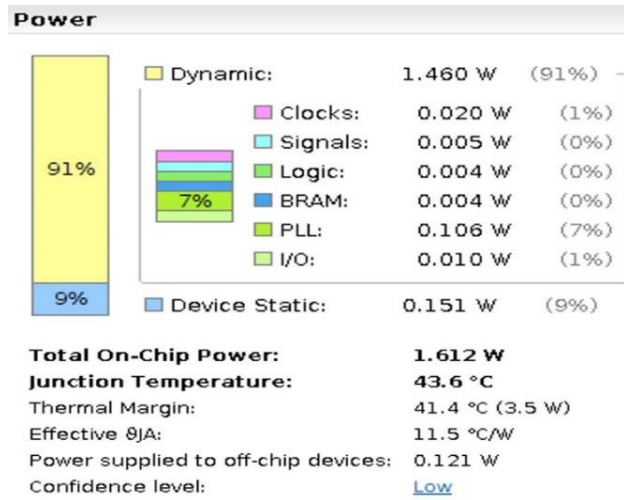 Power
Dynamic: 1.460 W (91%)
Clocks: 0.020 W (1%)
Signals: 0.005 W (0%)
91% Logic: 0.004 W (0%)
7% BRAM: 0.004 W (0%)
PLL: 0.106 W (7%)
I/O: 0.010 W (1%)
9% Device Static: 0.151 W (9%)
Total On-Chip Power: 1.612 W
Junction Temperature: 43.6 °C
Thermal Margin: 41.4 °C (3.5 W)
Effective ϑJA: 11.5 °C/W
Power supplied to off-chip devices: 0.121 W
Confidence level: Low